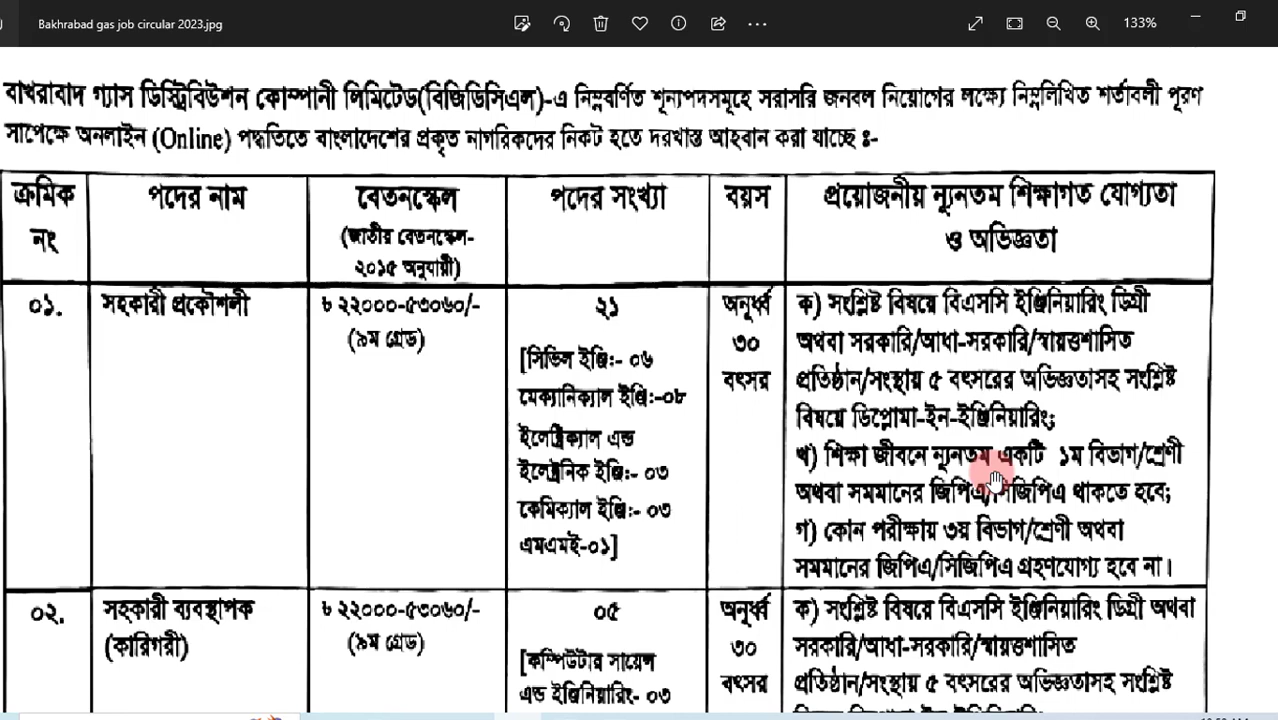 Bakhrabad gas job circular 2023.jpg
133%
বাখরাবাদ গ্যাস ডিস্ট্রিবিউশন কোম্পানী লিমিটেড(বিজিডিসিএল)-এ নিম্নবর্ণিত শূন্যপদসমূহে সরাসরি জনবল নিয়োগের লক্ষ্যে নিম্নলিখিত শর্তাবলী পূরণ
সাপেক্ষে অনলাইন (Online) পদ্ধতিতে বাংলাদেশের প্রকৃত নাগরিকদের নিকট হতে দরখাস্ত আহবান করা যাচ্ছে ঃ-
ক্রমিক
নং
পদের নাম
বেতনস্কেল
(জাতীয় বেতনস্কেল-
২০১৫ অনুযায়ী)
পদের সংখ্যা
বয়স
প্রয়োজনীয় ন্যূনতম শিক্ষাগত যোগ্যতা
ও অভিজ্ঞতা
০১.
সহকারী প্রকৌশলী
৳ ২২০০০-৫৩০৬০/-
(৯ম গ্রেড)
২১
[সিভিল ইঞ্জি:- ০৬
মেক্যানিক্যাল ইঞ্জি:-০৮
ইলেক্ট্রিক্যাল এন্ড
ইলেক্ট্রনিক ইঞ্জি:- ০৩
কেমিক্যাল ইঞ্জি:- ০৩
এমএমই-০১]
অনূর্ধ্ব
৩০
বৎসর
ক) সংশ্লিষ্ট বিষয়ে বিএসসি ইঞ্জিনিয়ারিং ডিগ্রী
অথবা সরকারি/আধা-সরকারি/স্বায়ত্তশাসিত
প্রতিষ্ঠান/সংস্থায় ৫ বৎসরের অভিজ্ঞতাসহ সংশ্লিষ্ট
বিষয়ে ডিপ্লোমা-ইন-ইঞ্জিনিয়ারিং;
খ) শিক্ষা জীবনে ন্যূনতম একটি ১ম বিভাগ/শ্রেণী
অথবা সমমানের জিপিএ/সিজিপিএ থাকতে হবে;
গ) কোন পরীক্ষায় ৩য় বিভাগ/শ্রেণী অথবা
সমমানের জিপিএ/সিজিপিএ গ্রহণযোগ্য হবে না।
০২.
সহকারী ব্যবস্থাপক
(কারিগরী)
৳ ২২০০০-৫৩০৬০/-
(৯ম গ্রেড)
০৫
[কম্পিউটার সায়েন্স
এন্ড ইঞ্জিনিয়ারিং- ০৩
অনূর্ধ্ব
৩০
বৎসর
ক) সংশ্লিষ্ট বিষয়ে বিএসসি ইঞ্জিনিয়ারিং ডিগ্রী অথবা
সরকারি/আধা-সরকারি/স্বায়ত্তশাসিত
প্রতিষ্ঠান/সংস্থায় ৫ বৎসরের অভিজ্ঞতাসহ সংশ্লিষ্ট